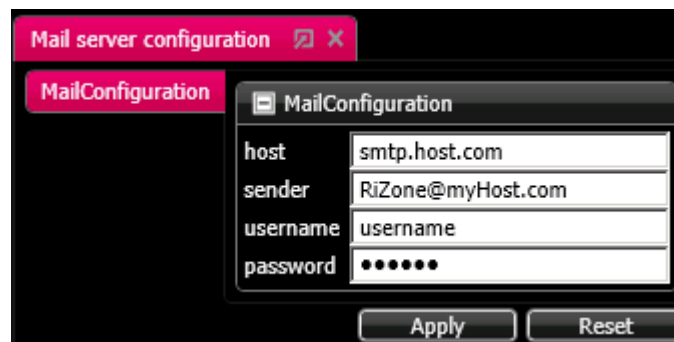 Mail server configuration
MailConfiguration
MailConfiguration
host smtp.host.com
sender RiZone@myHost.com
username username
password ●●●●●●
Apply Reset